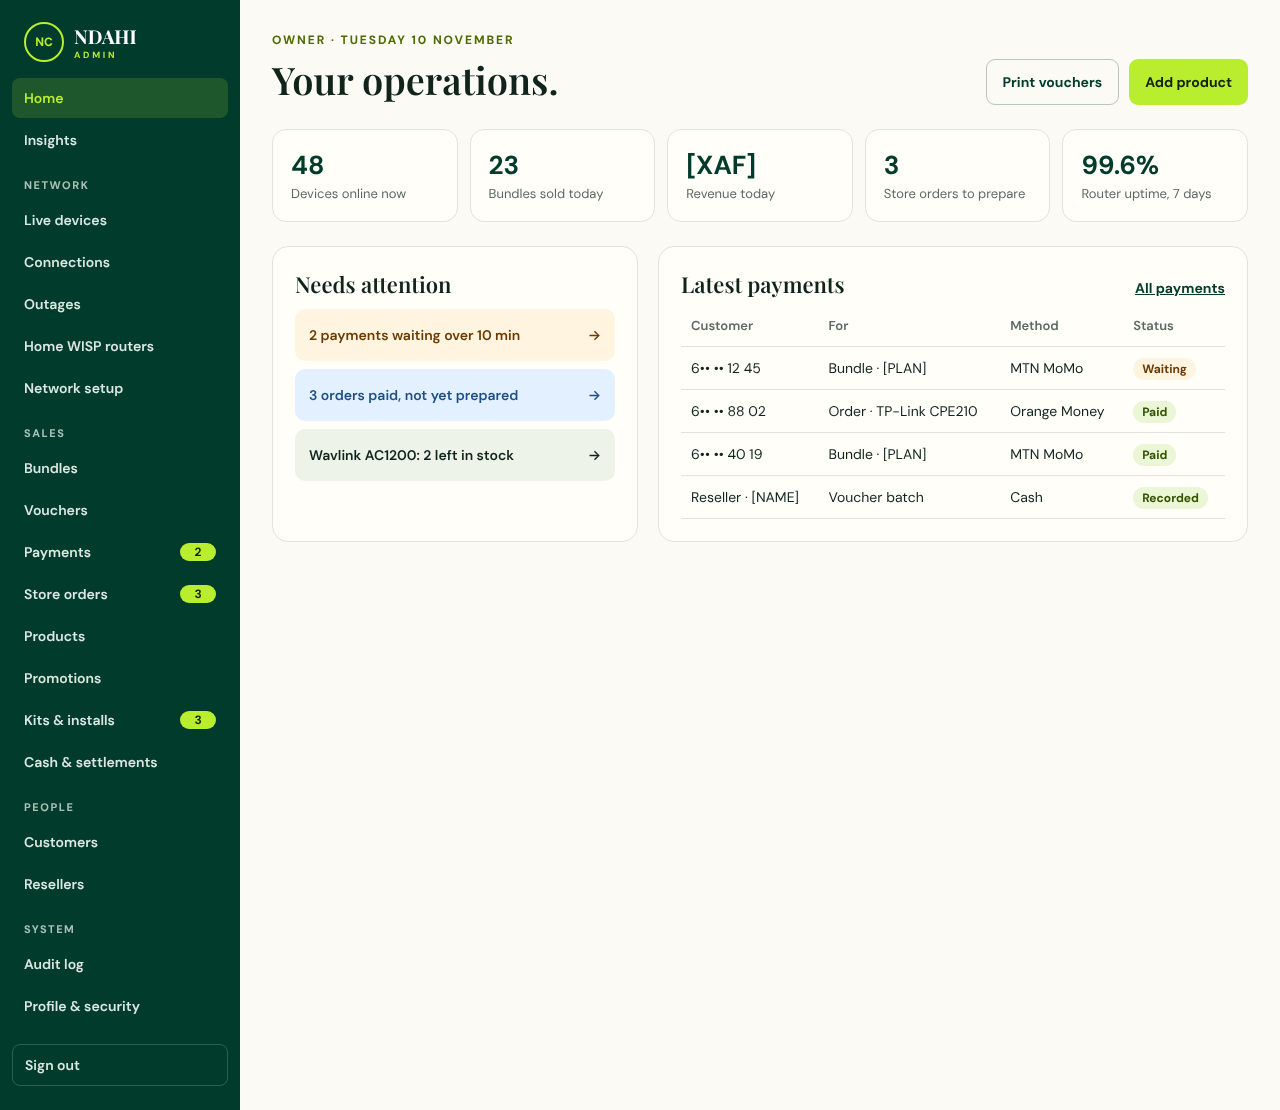 NC
NDAHI
ADMIN
Home
Insights
NETWORK
Live devices
Connections
Outages
Home WISP routers
Network setup
SALES
Bundles
Vouchers
Payments 2
Store orders 3
Products
Promotions
Kits & installs 3
Cash & settlements
PEOPLE
Customers
Resellers
SYSTEM
Audit log
Profile & security
Sign out
OWNER · TUESDAY 10 NOVEMBER
Your operations.
Print vouchers
Add product
48
Devices online now
23
Bundles sold today
[XAF]
Revenue today
3
Store orders to prepare
99.6%
Router uptime, 7 days
Needs attention
2 payments waiting over 10 min →
3 orders paid, not yet prepared →
Wavlink AC1200: 2 left in stock →
Latest payments
All payments
Customer For Method Status
6•• •• 12 45 Bundle · [PLAN] MTN MoMo Waiting
6•• •• 88 02 Order · TP-Link CPE210 Orange Money Paid
6•• •• 40 19 Bundle · [PLAN] MTN MoMo Paid
Reseller · [NAME] Voucher batch Cash Recorded